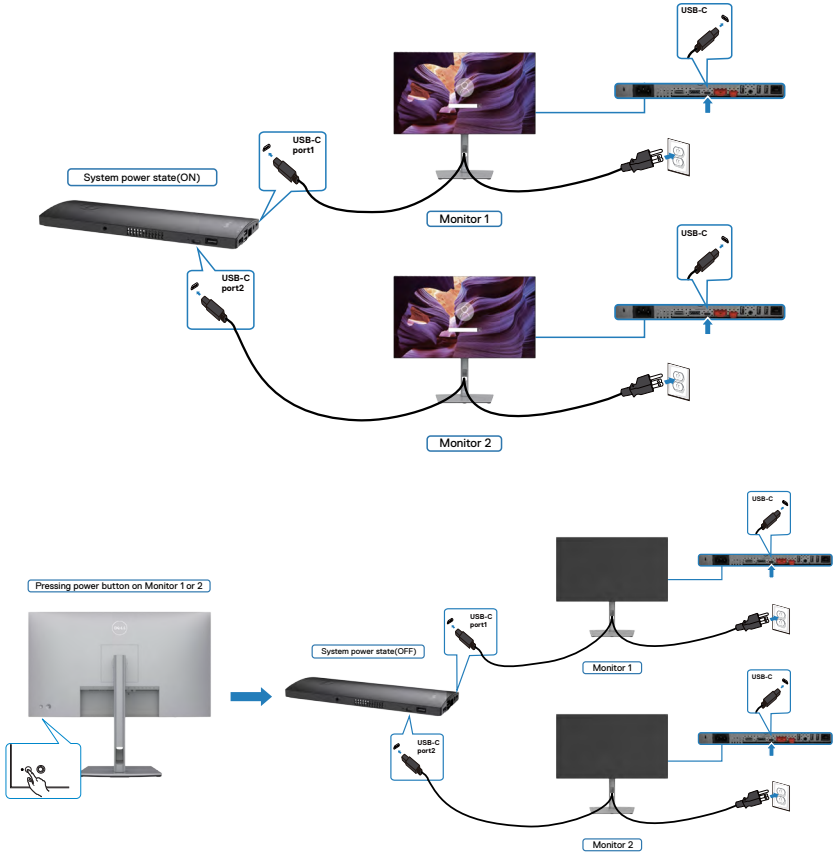 USB-C
USB-C
port1
System power state(ON)
Monitor 1
USB-C
USB-C
port2
Monitor 2
USB-C
Pressing power button on Monitor 1 or 2
DELL
USB-C
port1
System power state(OFF)
Monitor 1
USB-C
USB-C
port2
Monitor 2